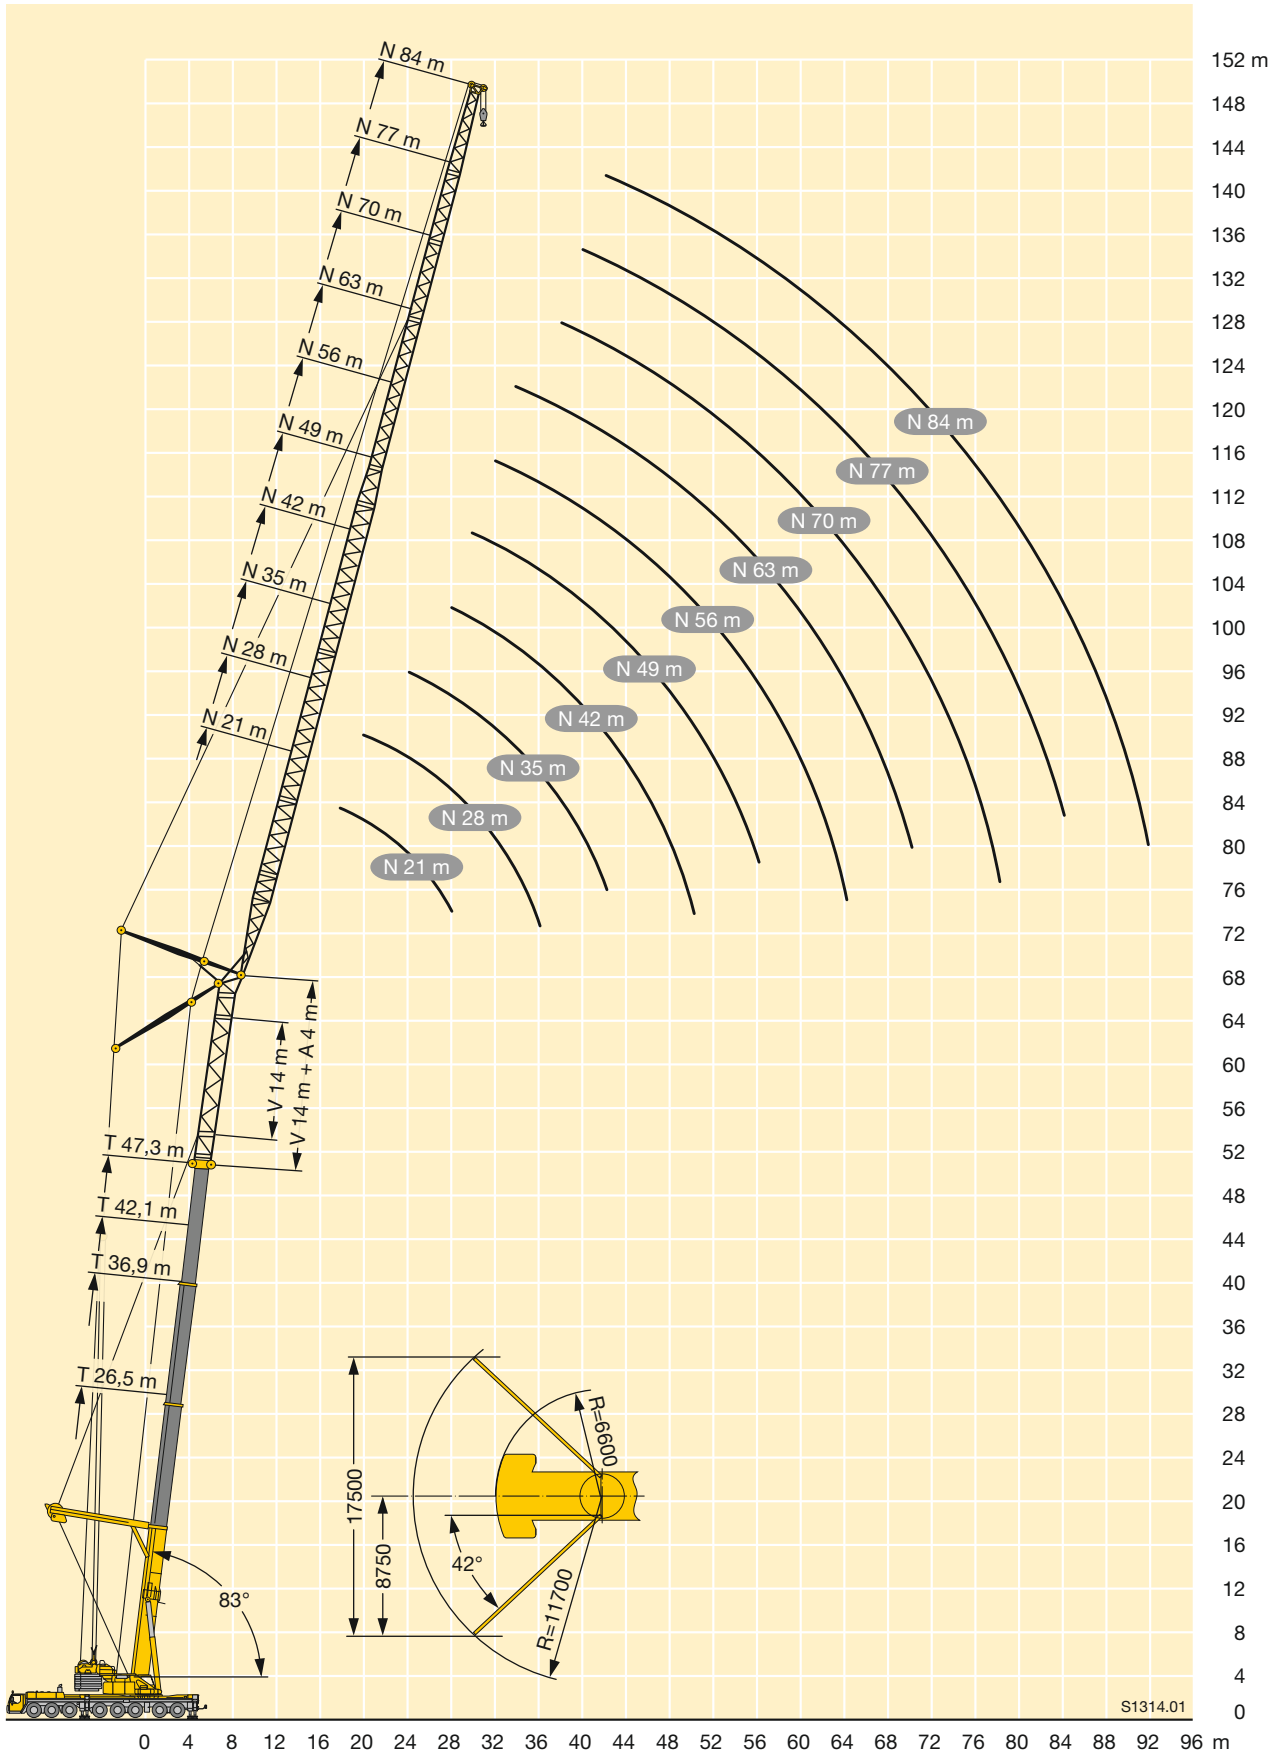 152 m
148
144
140
136
132
128
124
120
116
112
108
104
100
96
92
88
84
80
76
72
68
64
60
56
52
48
44
40
36
32
28
24
20
16
12
8
4
0
N 84 m
N 77 m
N 70 m
N 63 m
N 56 m
N 49 m
N 42 m
N 35 m
N 28 m
N 21 m
N 84 m
N 77 m
N 70 m
N 63 m
N 56 m
N 49 m
N 42 m
N 35 m
N 28 m
N 21 m
V 14 m
V 14 m + A 4 m
T 47,3 m
T 42,1 m
T 36,9 m
T 26,5 m
83°
17500
8750
42°
R=6600
R=11700
S1314.01
0 4 8 12 16 20 24 28 32 36 40 44 48 52 56 60 64 68 72 76 80 84 88 92 96 m